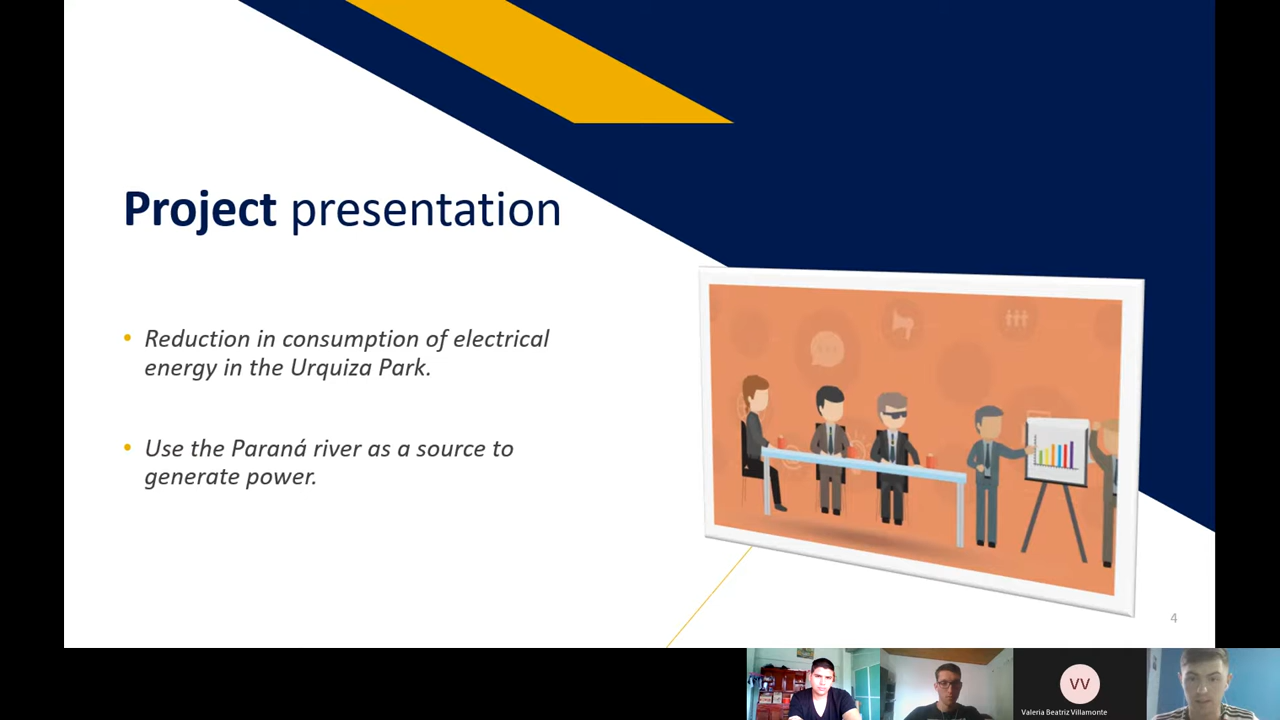 Project presentation
• Reduction in consumption of electrical
energy in the Urquiza Park.
• Use the Paraná river as a source to
generate power.
4
VV
Valeria Beatriz Villamonte